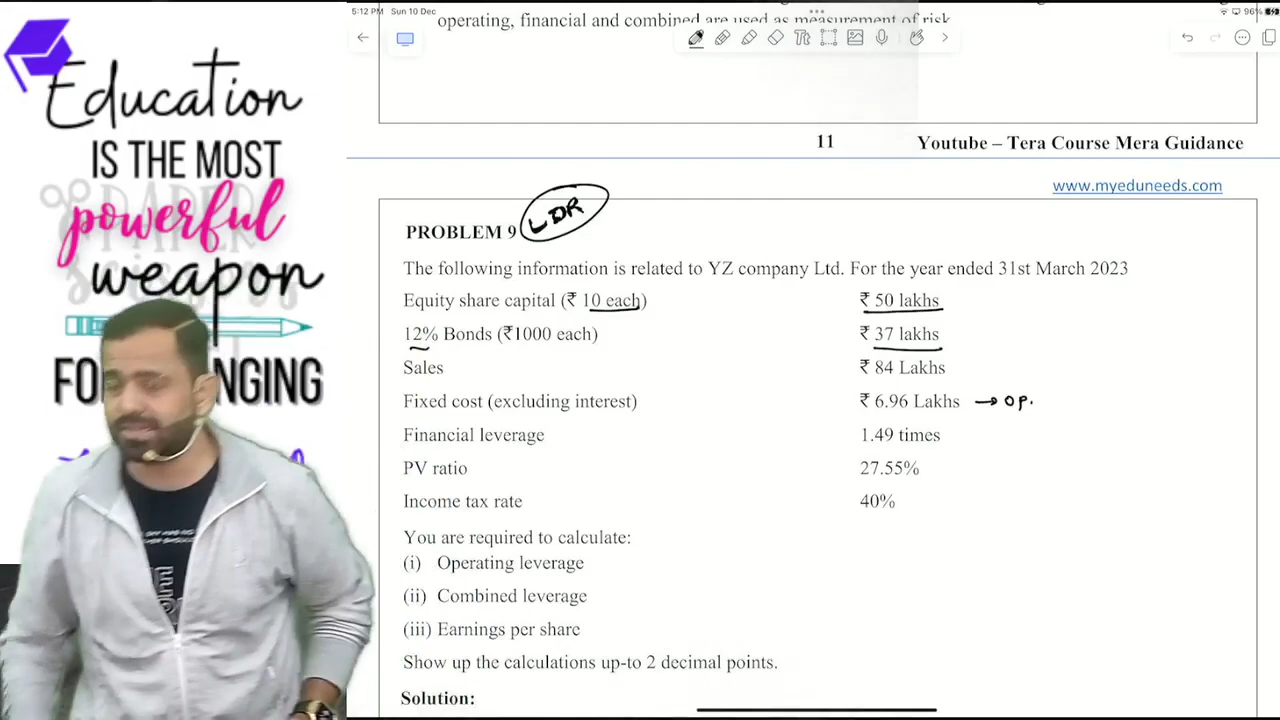 5:12 PM Sun 10 Dec
96%
operating, financial and combined are used as measurement of risk
Education
IS THE MOST
powerful
weapon
FO NGING
11 Youtube – Tera Course Mera Guidance
www.myeduneeds.com
PROBLEM 9 LDR
The following information is related to YZ company Ltd. For the year ended 31st March 2023
Equity share capital (₹ 10 each) ₹ 50 lakhs
12% Bonds (₹1000 each) ₹ 37 lakhs
Sales ₹ 84 Lakhs
Fixed cost (excluding interest) ₹ 6.96 Lakhs → op.
Financial leverage 1.49 times
PV ratio 27.55%
Income tax rate 40%
You are required to calculate:
(i) Operating leverage
(ii) Combined leverage
(iii) Earnings per share
Show up the calculations up-to 2 decimal points.
Solution: